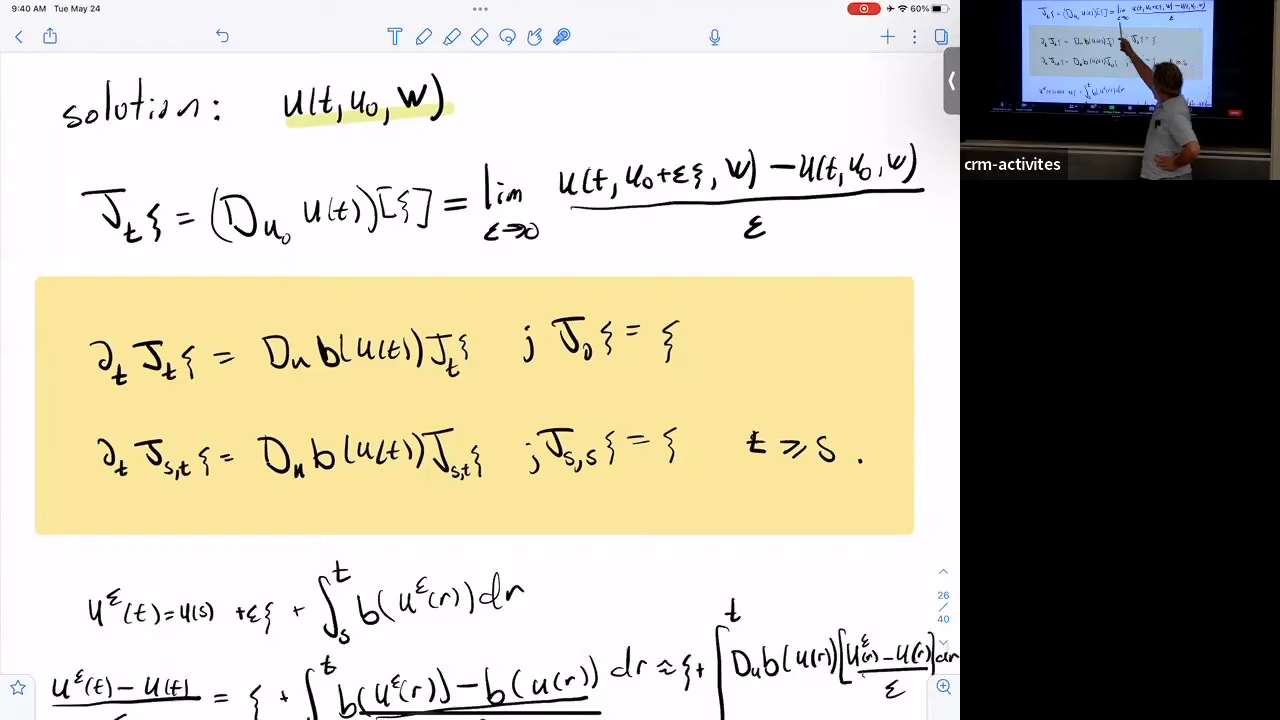 9:40 AM Tue May 24
60%
solution: u(t, u₀, W)
J_t ξ = (D_{u₀} u(t))[ξ] = lim_{ε→0} (u(t, u₀+εξ, W) − u(t, u₀, W)) / ε
∂_t J_t ξ = D_u b(u(t)) J_t ξ ; J_0 ξ = ξ
∂_t J_{s,t} ξ = D_u b(u(t)) J_{s,t} ξ ; J_{s,s} ξ = ξ t ⩾ s .
u^ε(t) = u(s) + εξ + ∫_s^t b(u^ε(r)) dr
(u^ε(t) − u(t)) / ε = ξ + ∫^t b(u^ε(r)) − b(u(r)) dr ≈ ξ + ∫^t D_u b(u(r)) [u^ε(r) − u(r)] / ε dr
26
/
40
crm-activites